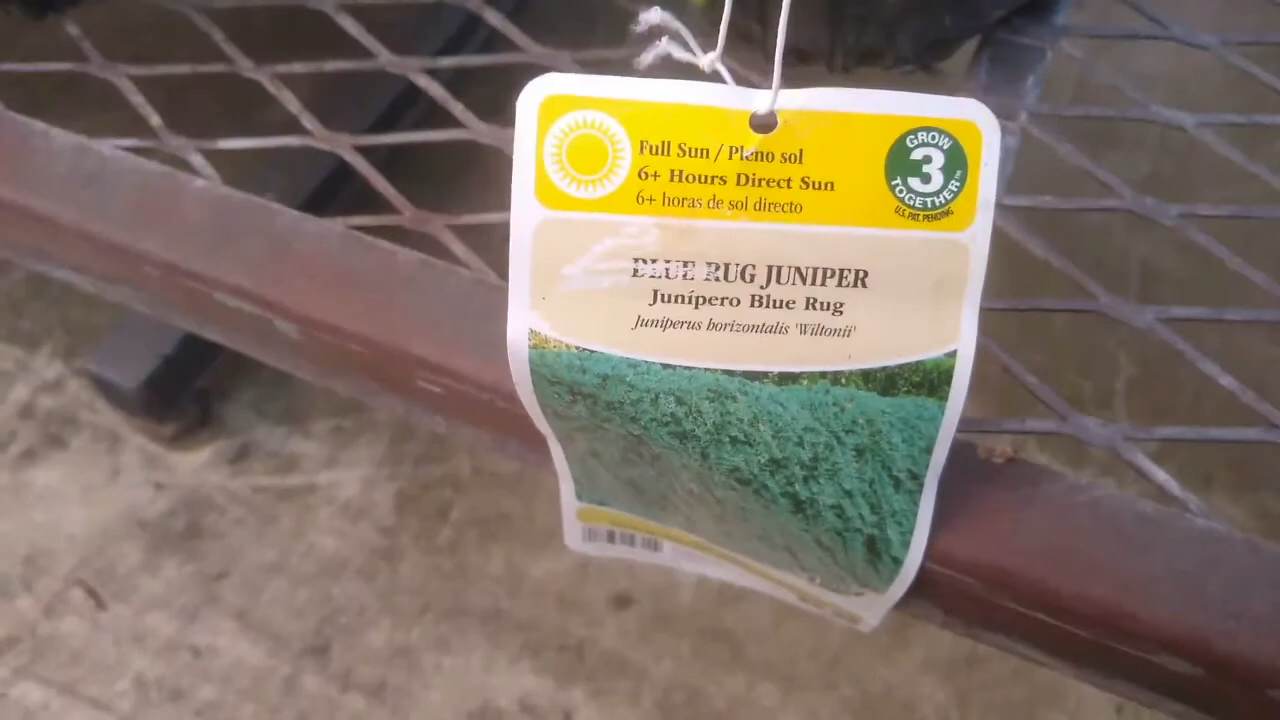 Full Sun / Pleno sol
6+ Hours Direct Sun
6+ horas de sol directo
GROW
3
TOGETHER™
U.S. PAT. PENDING
BLUE RUG JUNIPER
Junípero Blue Rug
Juniperus horizontalis 'Wiltonii'